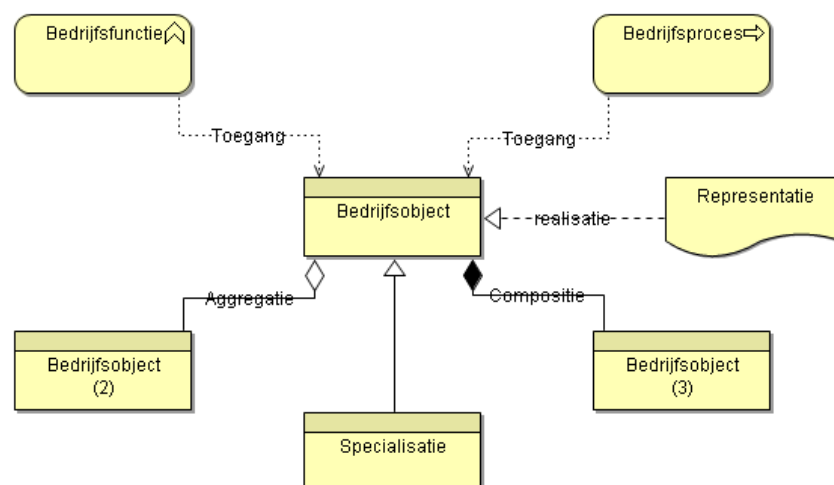 Bedrijfsfunctie
Bedrijfsproces
Toegang
Toegang
Bedrijfsobject
Representatie
realisatie
Aggregatie
Compositie
Bedrijfsobject
(2)
Bedrijfsobject
(3)
Specialisatie